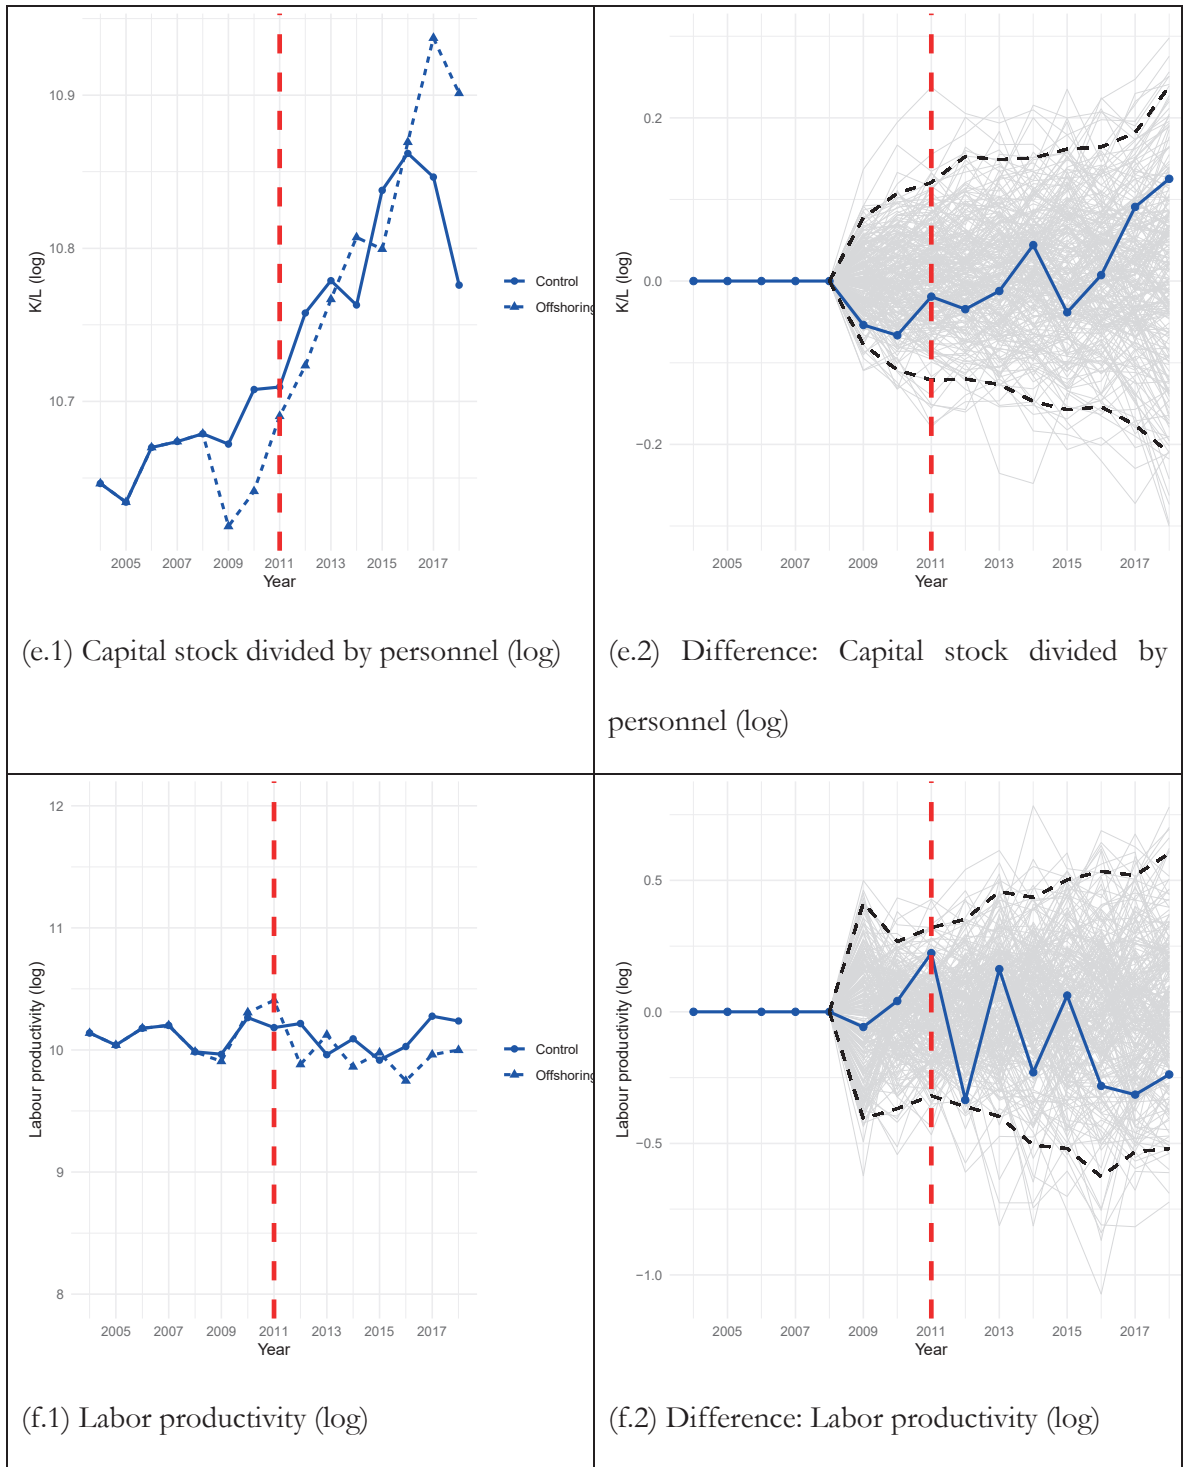 10.9
10.8
10.7
K/L (log)
2005 2007 2009 2011 2013 2015 2017
Year
Control
Offshoring
(e.1) Capital stock divided by personnel (log)
0.2
0.0
−0.2
K/L (log)
2005 2007 2009 2011 2013 2015 2017
Year
(e.2) Difference: Capital stock divided by
personnel (log)
12
11
10
9
8
Labour productivity (log)
2005 2007 2009 2011 2013 2015 2017
Year
Control
Offshoring
(f.1) Labor productivity (log)
0.5
0.0
−0.5
−1.0
Labour productivity (log)
2005 2007 2009 2011 2013 2015 2017
Year
(f.2) Difference: Labor productivity (log)